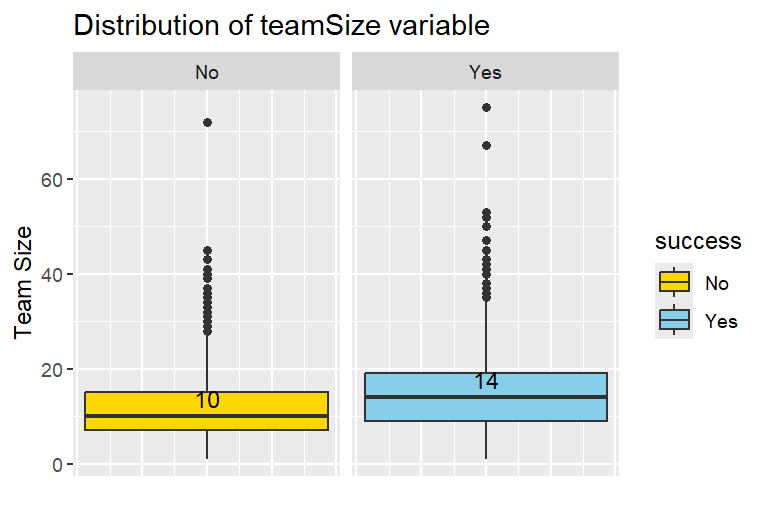 Distribution of teamSize variable
No
Yes
Team Size
60
40
20
0
10
14
success
No
Yes